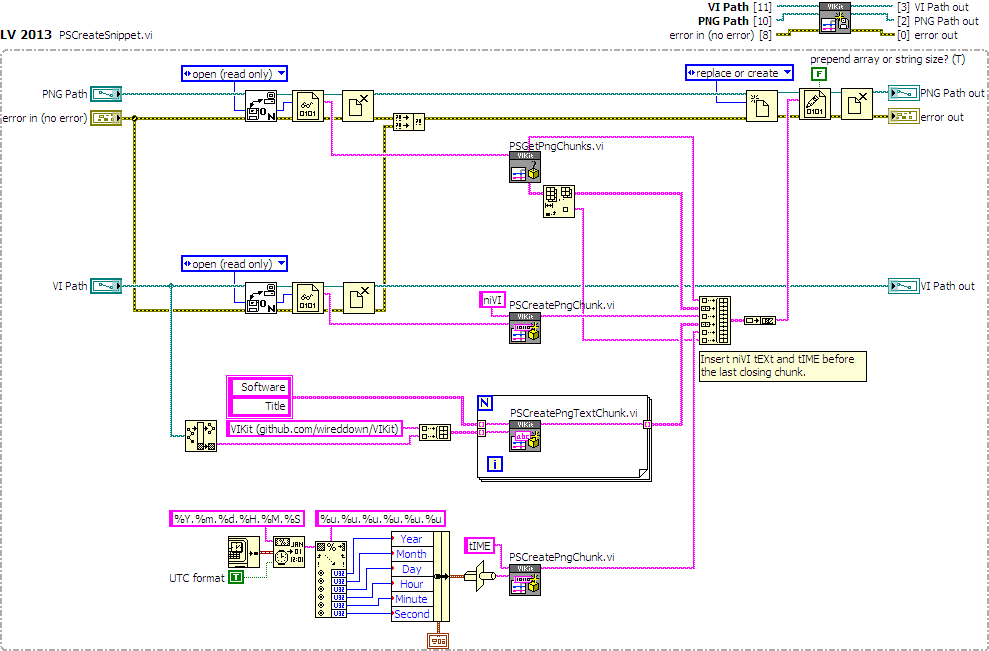 VI Path [11]
[3] VI Path out
PNG Path [10]
[2] PNG Path out
error in (no error) [8]
[0] error out
VIKit
LV 2013 PSCreateSnippet.vi
prepend array or string size? (T)
open (read only)
replace or create
F
PNG Path
PNG Path out
error in (no error)
error out
PSGetPngChunks.vi
VIKit
open (read only)
VI Path
VI Path out
niVI
PSCreatePngChunk.vi
VIKit
Insert niVI tEXt and tIME before
the last closing chunk.
Software
Title
N
PSCreatePngTextChunk.vi
VIKit
abc
VIKit (github.com/wireddown/VIKit)
i
%Y.%m.%d.%H.%M.%S
%u.%u.%u.%u.%u.%u
Year
Month
Day
Hour
Minute
Second
tIME
PSCreatePngChunk.vi
VIKit
UTC format
T
U32
U32
U32
U32
U32
U32